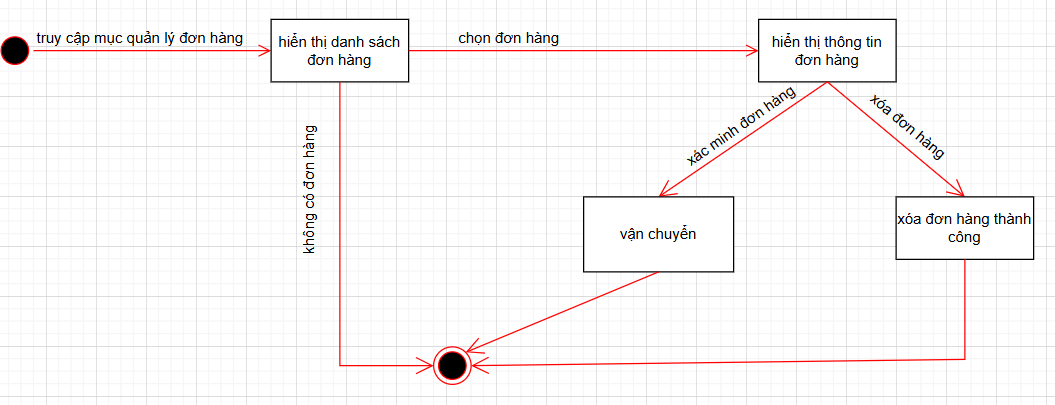 truy cập mục quản lý đơn hàng
hiển thị danh sách
đơn hàng
chọn đơn hàng
hiển thị thông tin
đơn hàng
không có đơn hàng
xác minh đơn hàng
xóa đơn hàng
vận chuyển
xóa đơn hàng thành
công